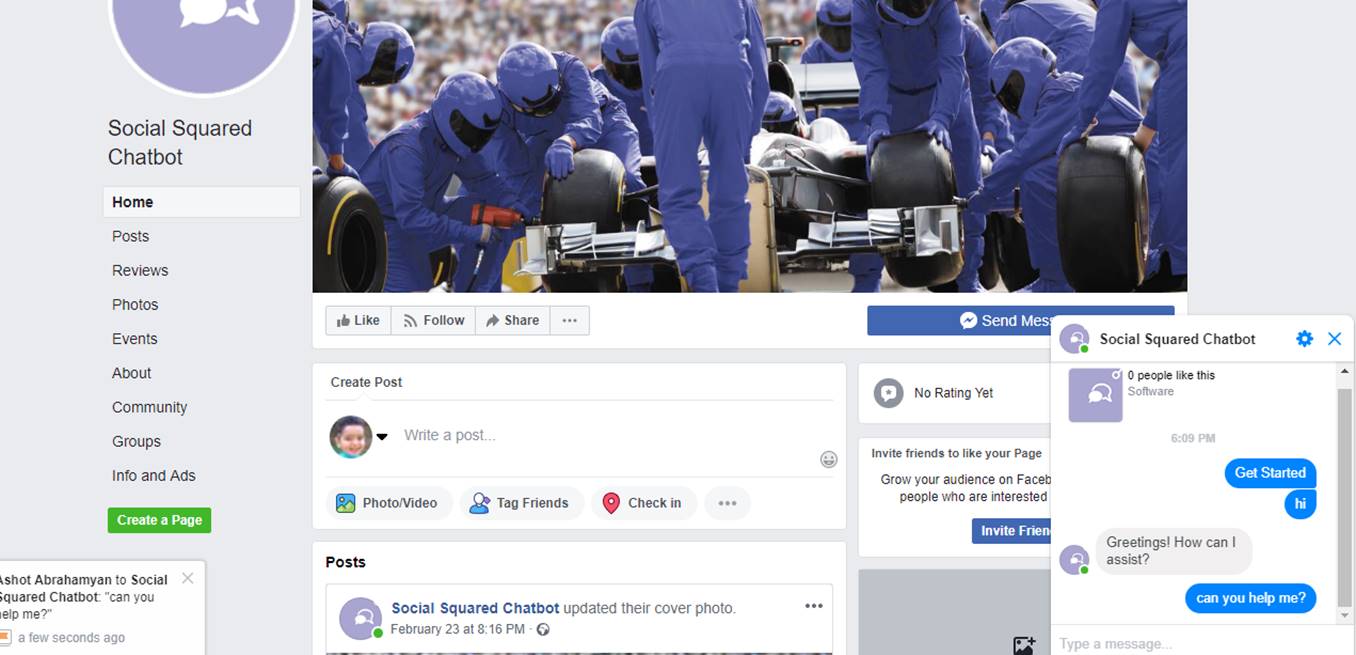 Social Squared
Chatbot
Home
Posts
Reviews
Photos
Events
About
Community
Groups
Info and Ads
Create a Page
Ashot Abrahamyan to Social
Squared Chatbot: "can you
help me?"
a few seconds ago
Like Follow Share
Send Mess
Create Post
Write a post...
Photo/Video Tag Friends Check in
Posts
Social Squared Chatbot updated their cover photo.
February 23 at 8:16 PM ·
No Rating Yet
Invite friends to like your Page
Grow your audience on Faceb
people who are interested
Invite Frien
Social Squared Chatbot
0 people like this
Software
6:09 PM
Get Started
hi
Greetings! How can I
assist?
can you help me?
Type a message...